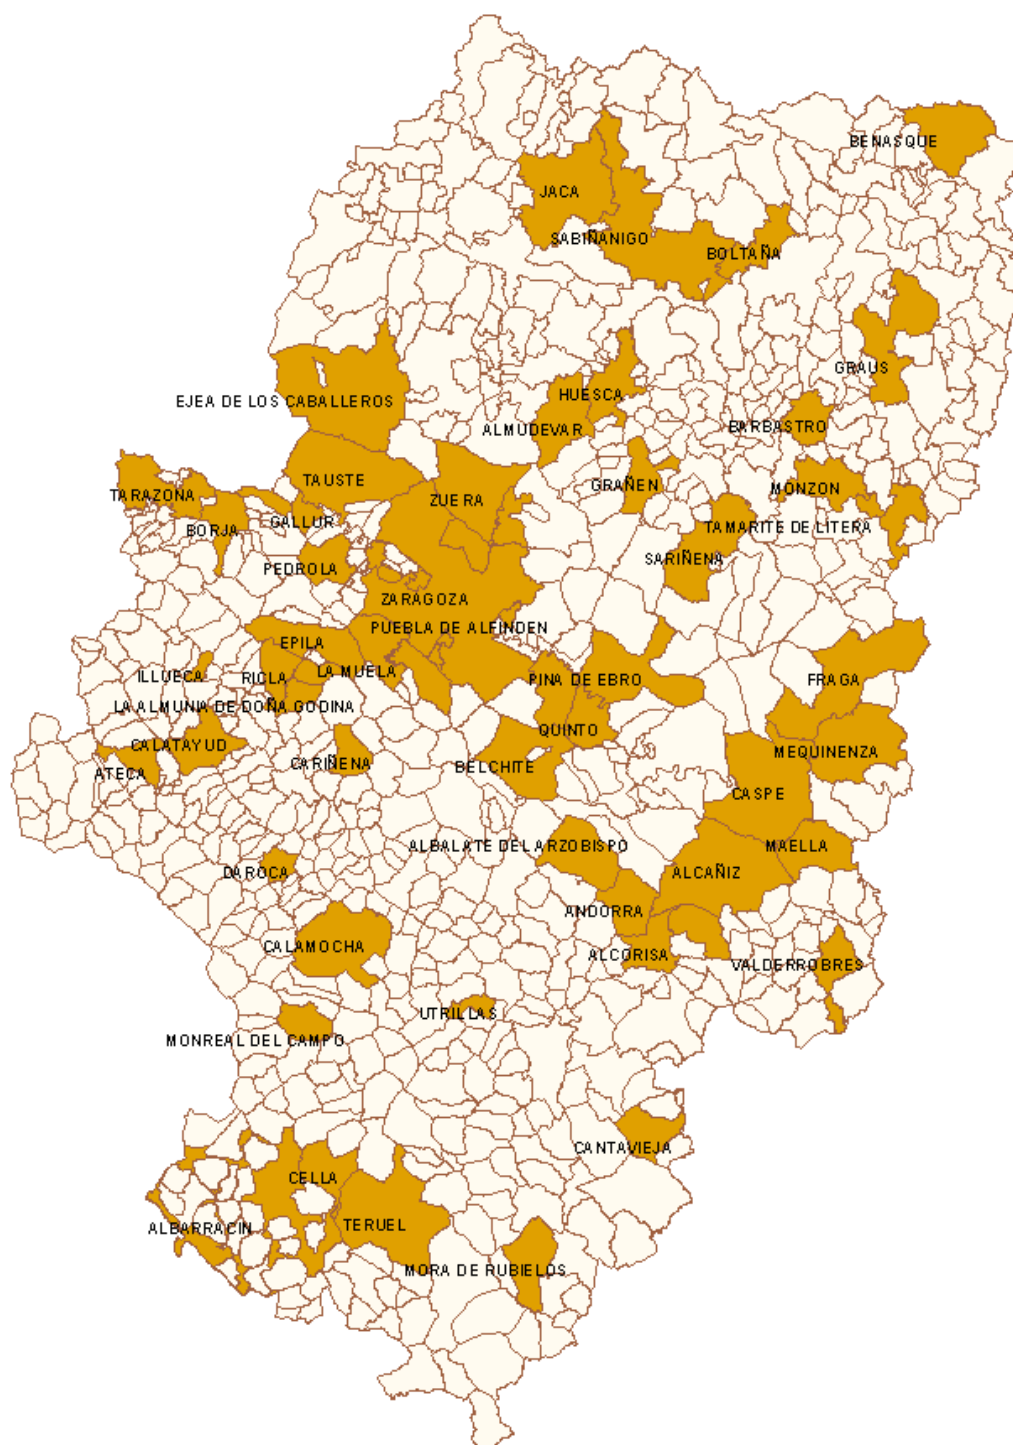 BENASQUE
JACA
SABIÑANIGO
BOLTAÑA
GRAUS
HUESCA
EJEA DE LOS CABALLEROS
ALMUDEVAR
BARBASTRO
TAUSTE
GRAÑEN
MONZON
TARAZONA
ZUERA
GALLUR
BORJA
TAMARITE DE LITERA
SARIÑENA
PEDROLA
ZARAGOZA
PUEBLA DE ALFINDEN
EPILA
LA MUELA
ILLUECA
RICLA
PINA DE EBRO
FRAGA
LA ALMUNIA DE DOÑA GODINA
QUINTO
CALATAYUD
MEQUINENZA
CARIÑENA
BELCHITE
ATECA
CASPE
ALBALATE DEL ARZOBISPO
MAELLA
DAROCA
ALCAÑIZ
ANDORRA
CALAMOCHA
ALCORISA
VALDERROBRES
UTRILLAS
MONREAL DEL CAMPO
CANTAVIEJA
CELLA
ALBARRACIN
TERUEL
MORA DE RUBIELOS